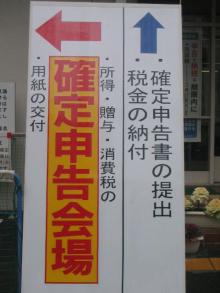 ・確定申告書の提出
・税金の納付
・所得・贈与・消費税の
確定申告会場
・用紙の交付